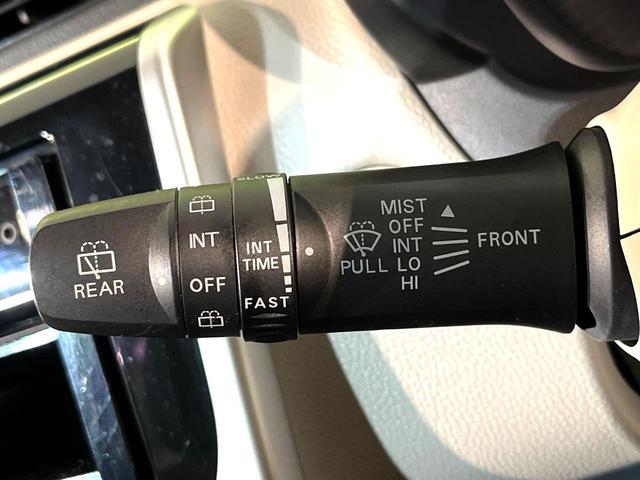 REAR
INT
OFF
SLOW
INT
TIME
FAST
PULL
MIST
OFF
INT
LO
HI
FRONT